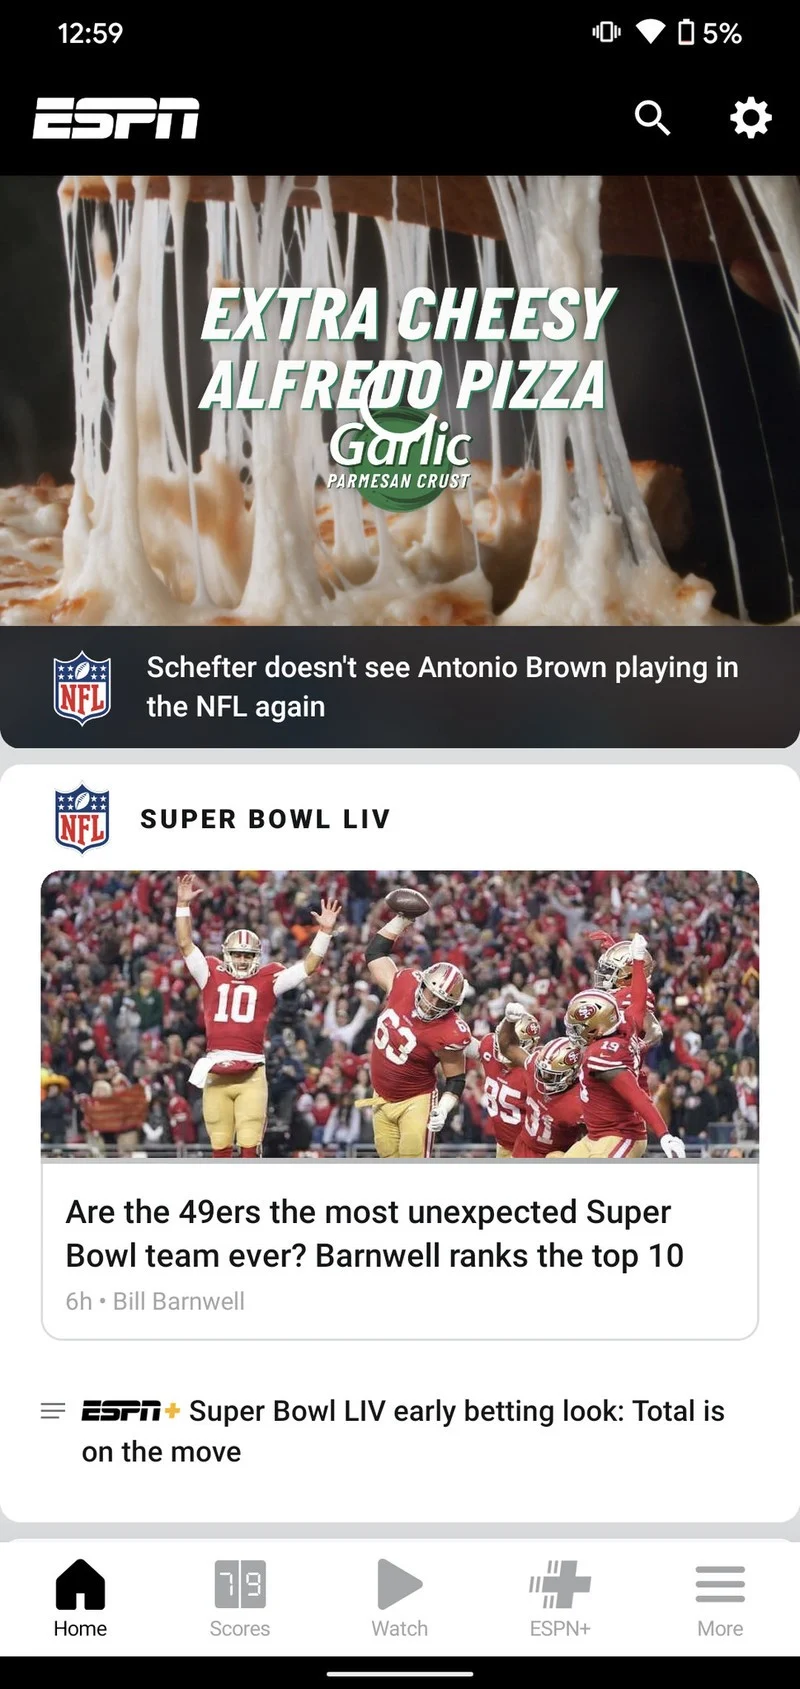 12:59
5%
ESPN
EXTRA CHEESY
ALFREDO PIZZA
Garlic
PARMESAN CRUST
NFL
Schefter doesn't see Antonio Brown playing in
the NFL again
NFL
SUPER BOWL LIV
10
63
85
31
19
Are the 49ers the most unexpected Super
Bowl team ever? Barnwell ranks the top 10
6h • Bill Barnwell
ESPN+ Super Bowl LIV early betting look: Total is
on the move
7 9
Home
Scores
Watch
ESPN+
More